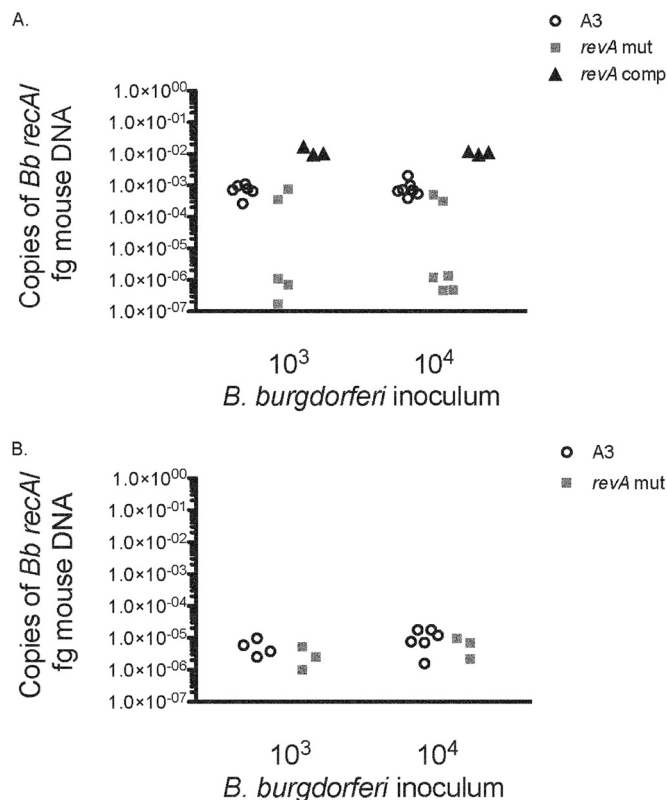 A.
A3
revA mut
revA comp
Copies of Bb recA/
fg mouse DNA
1.0×10⁰⁰
1.0×10⁻⁰¹
1.0×10⁻⁰²
1.0×10⁻⁰³
1.0×10⁻⁰⁴
1.0×10⁻⁰⁵
1.0×10⁻⁰⁶
1.0×10⁻⁰⁷
10³ 10⁴
B. burgdorferi inoculum
B.
A3
revA mut
Copies of Bb recA/
fg mouse DNA
1.0×10⁰⁰
1.0×10⁻⁰¹
1.0×10⁻⁰²
1.0×10⁻⁰³
1.0×10⁻⁰⁴
1.0×10⁻⁰⁵
1.0×10⁻⁰⁶
1.0×10⁻⁰⁷
10³ 10⁴
B. burgdorferi inoculum